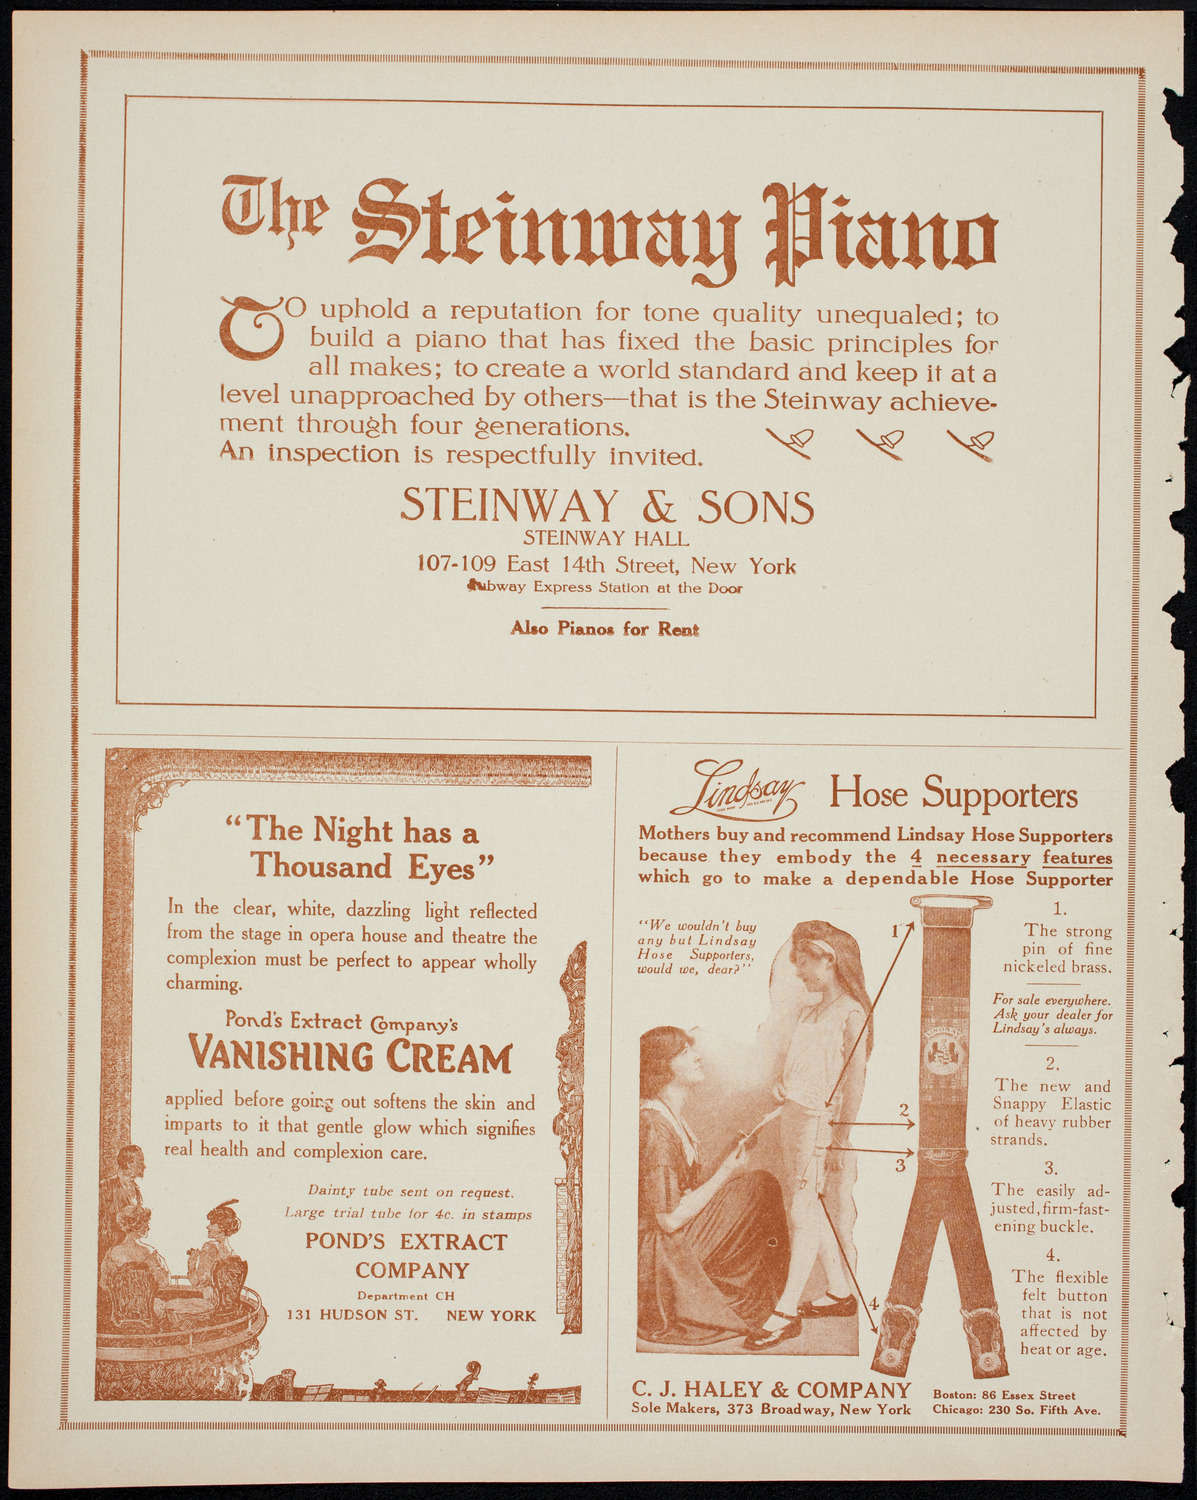 The Steinway Piano
TO uphold a reputation for tone quality unequaled; to
build a piano that has fixed the basic principles for
all makes; to create a world standard and keep it at a
level unapproached by others—that is the Steinway achieve-
ment through four generations.
An inspection is respectfully invited.
STEINWAY & SONS
STEINWAY HALL
107-109 East 14th Street, New York
Subway Express Station at the Door
Also Pianos for Rent
"The Night has a
Thousand Eyes"
In the clear, white, dazzling light reflected
from the stage in opera house and theatre the
complexion must be perfect to appear wholly
charming.
Pond's Extract Company's
VANISHING CREAM
applied before going out softens the skin and
imparts to it that gentle glow which signifies
real health and complexion care.
Dainty tube sent on request.
Large trial tube for 4c. in stamps
POND'S EXTRACT
COMPANY
Department CH
131 HUDSON ST. NEW YORK
Lindsay Hose Supporters
Mothers buy and recommend Lindsay Hose Supporters
because they embody the 4 necessary features
which go to make a dependable Hose Supporter
"We wouldn't buy
any but Lindsay
Hose Supporters,
would we, dear?"
1
2
3
4
LINDSAY
Lindsay
1.
The strong
pin of fine
nickeled brass.
For sale everywhere.
Ask your dealer for
Lindsay's always.
2.
The new and
Snappy Elastic
of heavy rubber
strands.
3.
The easily ad-
justed, firm-fast-
ening buckle.
4.
The flexible
felt button
that is not
affected by
heat or age.
C. J. HALEY & COMPANY
Sole Makers, 373 Broadway, New York
Boston: 86 Essex Street
Chicago: 230 So. Fifth Ave.